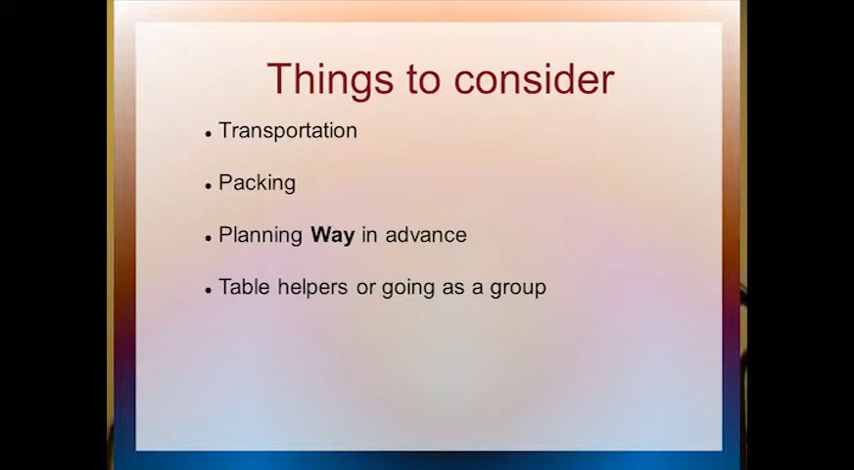 Things to consider
Transportation
Packing
Planning Way in advance
Table helpers or going as a group